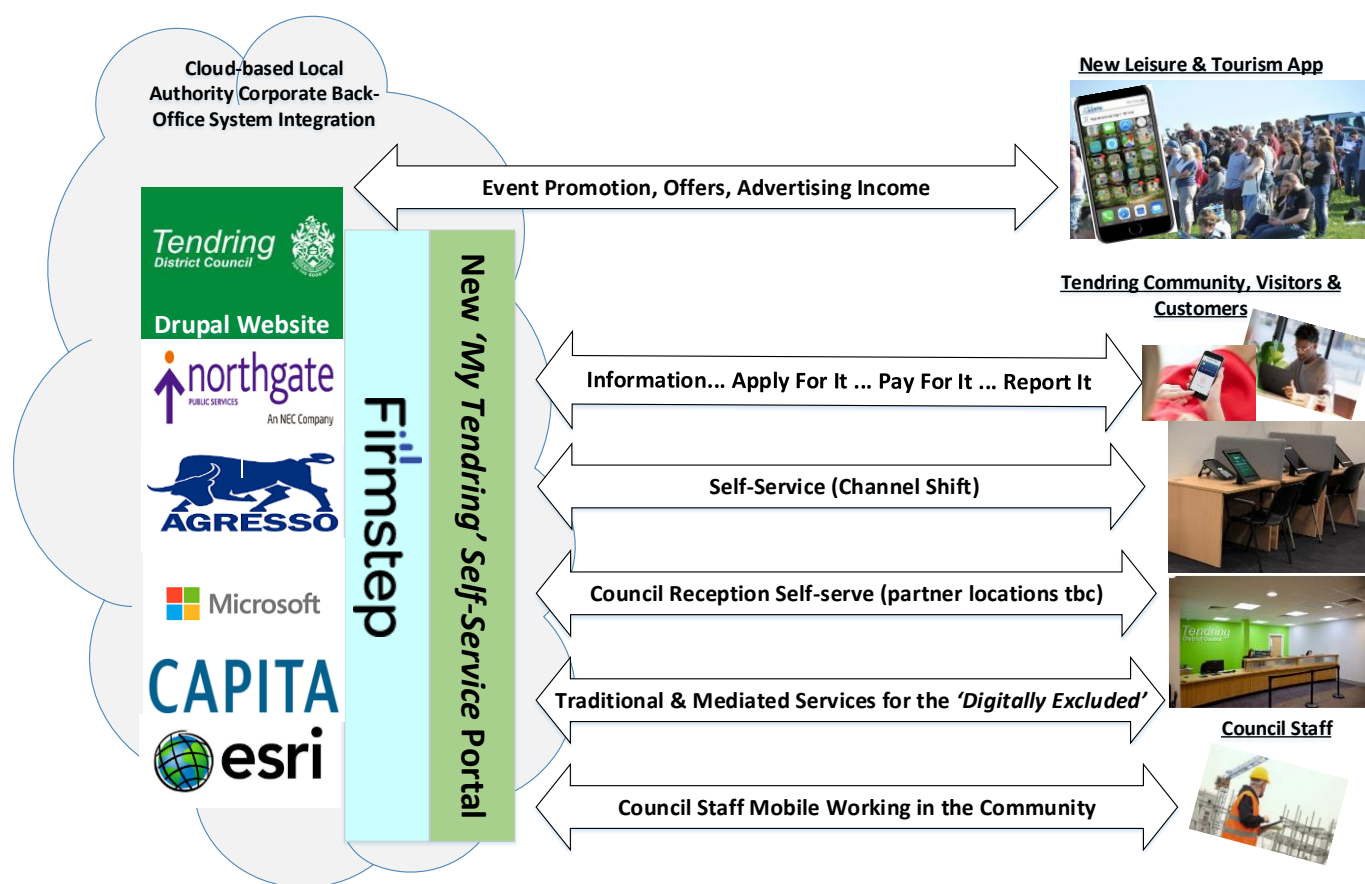 Cloud-based Local
Authority Corporate Back-
Office System Integration
New Leisure & Tourism App
Event Promotion, Offers, Advertising Income
Tendring
District Council
Drupal Website
northgate
PUBLIC SERVICES
An NEC Company
AGRESSO
Microsoft
CAPITA
esri
Firmstep
New ‘My Tendring’ Self-Service Portal
Tendring Community, Visitors &
Customers
Information... Apply For It ... Pay For It ... Report It
Self-Service (Channel Shift)
Council Reception Self-serve (partner locations tbc)
Tendring
District Council
Traditional & Mediated Services for the ‘Digitally Excluded’
Council Staff
Council Staff Mobile Working in the Community